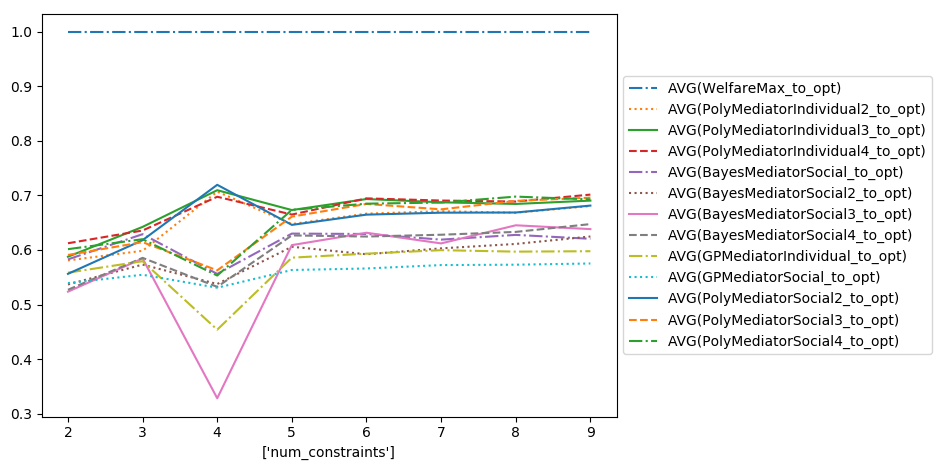 1.0
0.9
0.8
0.7
0.6
0.5
0.4
0.3
2 3 4 5 6 7 8 9
['num_constraints']
AVG(WelfareMax_to_opt)
AVG(PolyMediatorIndividual2_to_opt)
AVG(PolyMediatorIndividual3_to_opt)
AVG(PolyMediatorIndividual4_to_opt)
AVG(BayesMediatorSocial_to_opt)
AVG(BayesMediatorSocial2_to_opt)
AVG(BayesMediatorSocial3_to_opt)
AVG(BayesMediatorSocial4_to_opt)
AVG(GPMediatorIndividual_to_opt)
AVG(GPMediatorSocial_to_opt)
AVG(PolyMediatorSocial2_to_opt)
AVG(PolyMediatorSocial3_to_opt)
AVG(PolyMediatorSocial4_to_opt)